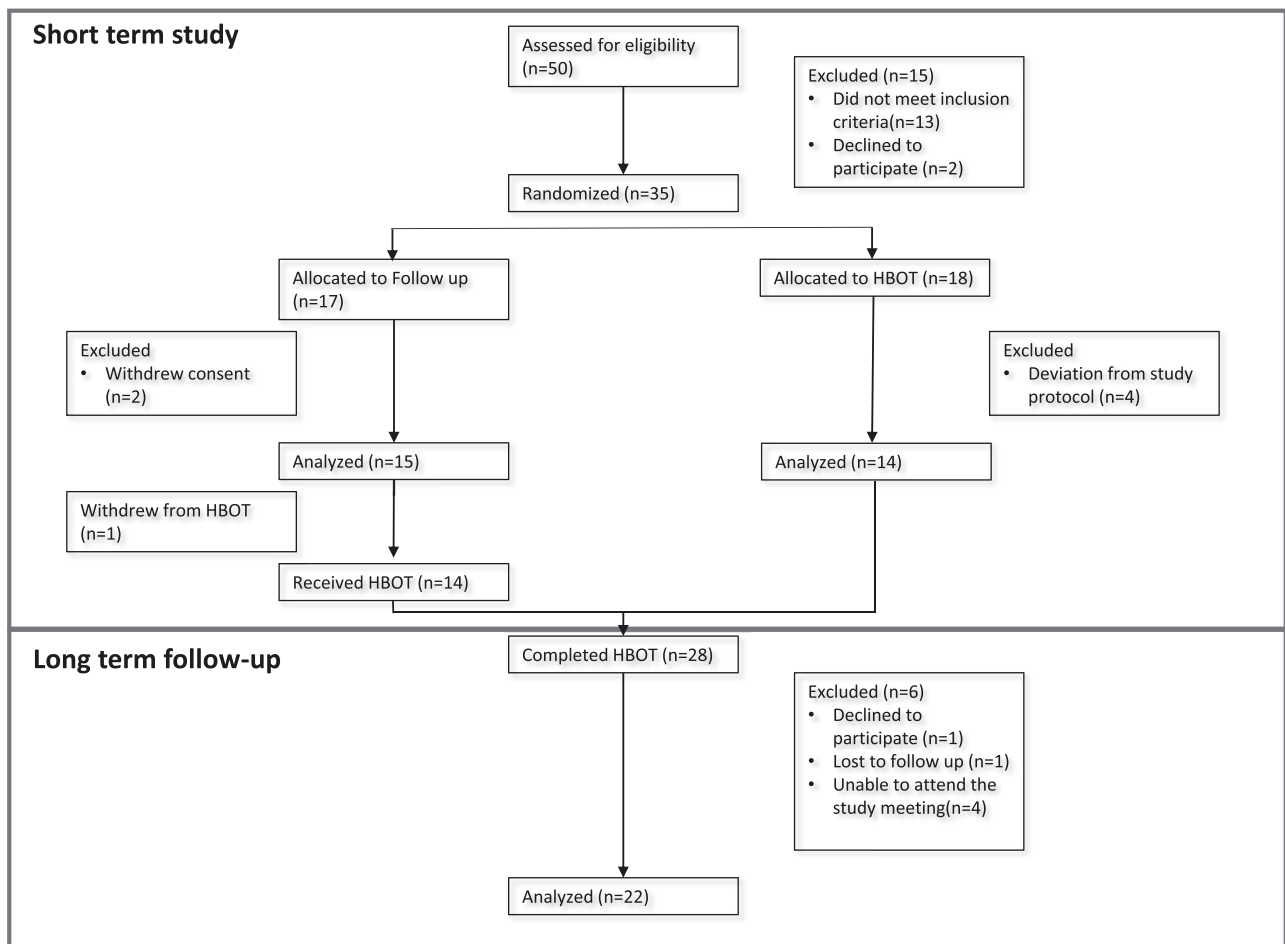 Short term study
Assessed for eligibility
(n=50)
Excluded (n=15)
• Did not meet inclusion
criteria(n=13)
• Declined to
participate (n=2)
Randomized (n=35)
Allocated to Follow up
(n=17)
Allocated to HBOT (n=18)
Excluded
• Withdrew consent
(n=2)
Excluded
• Deviation from study
protocol (n=4)
Analyzed (n=15)
Analyzed (n=14)
Withdrew from HBOT
(n=1)
Received HBOT (n=14)
Long term follow-up
Completed HBOT (n=28)
Excluded (n=6)
• Declined to
participate (n=1)
• Lost to follow up (n=1)
• Unable to attend the
study meeting(n=4)
Analyzed (n=22)